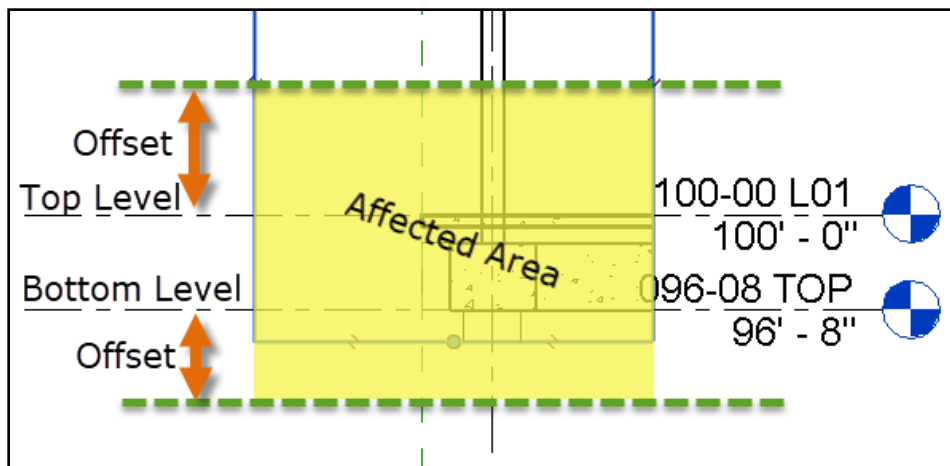 Offset
Top Level
100-00 L01
100' - 0"
Affected Area
Bottom Level
096-08 TOP
96' - 8"
Offset